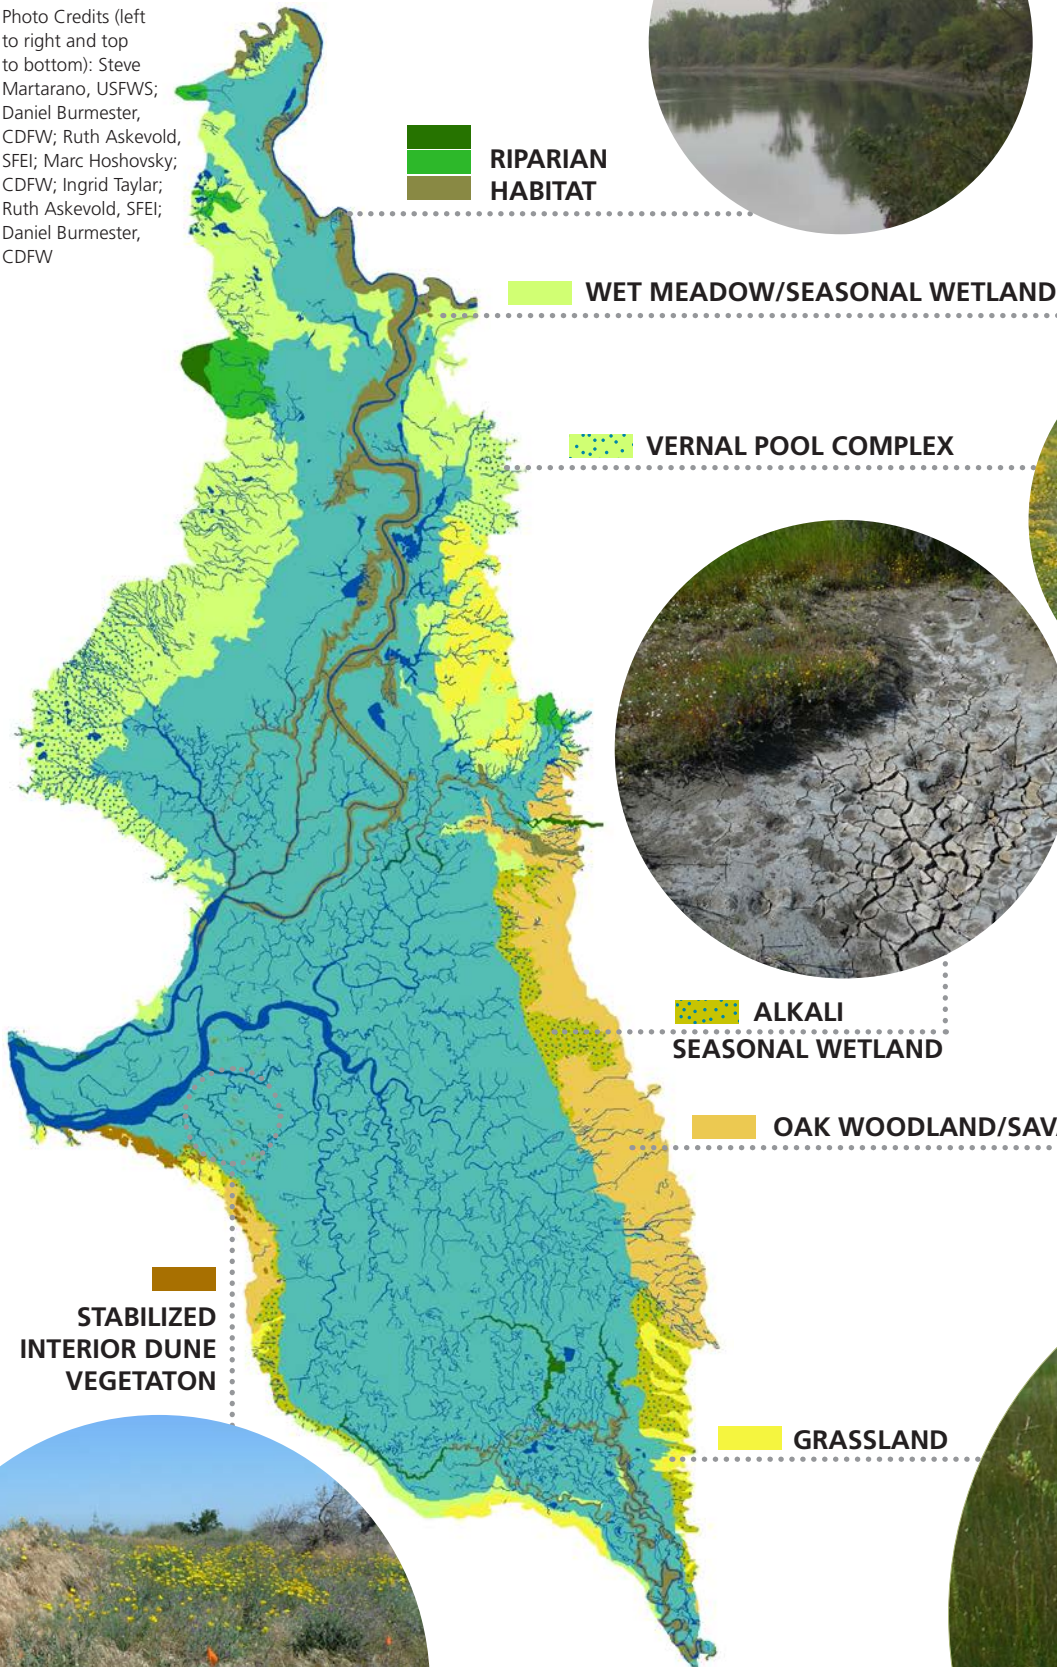 Photo Credits (left
to right and top
to bottom): Steve
Martarano, USFWS;
Daniel Burmester,
CDFW; Ruth Askevold,
SFEI; Marc Hoshovsky;
CDFW; Ingrid Taylar;
Ruth Askevold, SFEI;
Daniel Burmester,
CDFW
RIPARIAN
HABITAT
WET MEADOW/SEASONAL WETLAND
VERNAL POOL COMPLEX
ALKALI
SEASONAL WETLAND
OAK WOODLAND/SAV
STABILIZED
INTERIOR DUNE
VEGETATON
GRASSLAND